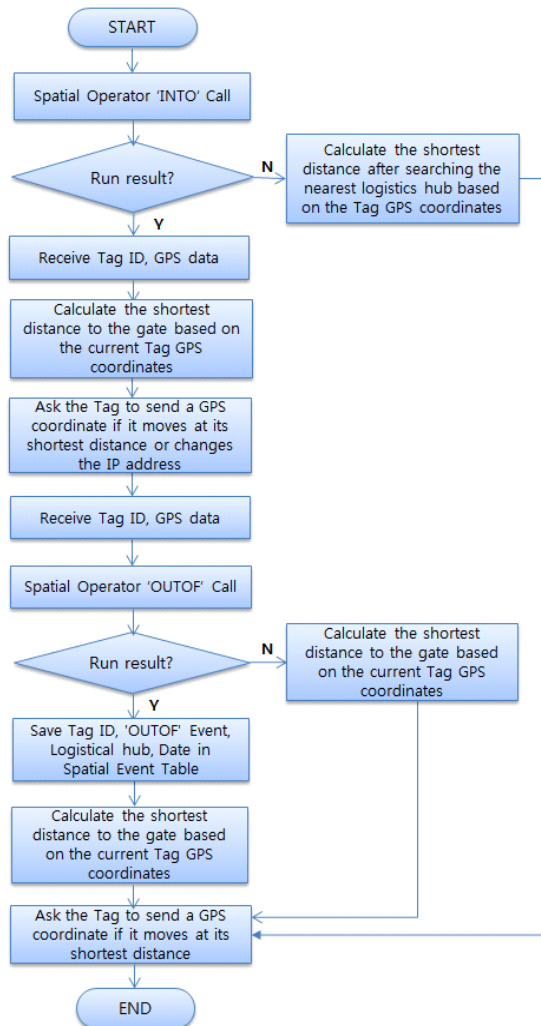 START
Spatial Operator 'INTO' Call
Run result?
N
Calculate the shortest
distance after searching the
nearest logistics hub based
on the Tag GPS coordinates
Y
Receive Tag ID, GPS data
Calculate the shortest
distance to the gate based on
the current Tag GPS
coordinates
Ask the Tag to send a GPS
coordinate if it moves at its
shortest distance or changes
the IP address
Receive Tag ID, GPS data
Spatial Operator 'OUTOF' Call
Run result?
N
Calculate the shortest
distance to the gate based
on the current Tag GPS
coordinates
Y
Save Tag ID, 'OUTOF' Event,
Logistical hub, Date in
Spatial Event Table
Calculate the shortest
distance to the gate based
on the current Tag GPS
coordinates
Ask the Tag to send a GPS
coordinate if it moves at its
shortest distance
END